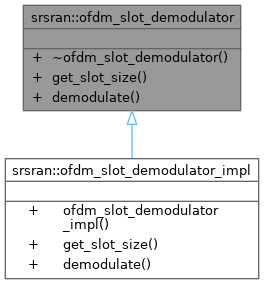 srsran::ofdm_slot_demodulator
+ ~ofdm_slot_demodulator()
+ get_slot_size()
+ demodulate()
srsran::ofdm_slot_demodulator_impl
+ ofdm_slot_demodulator
_impl()
+ get_slot_size()
+ demodulate()